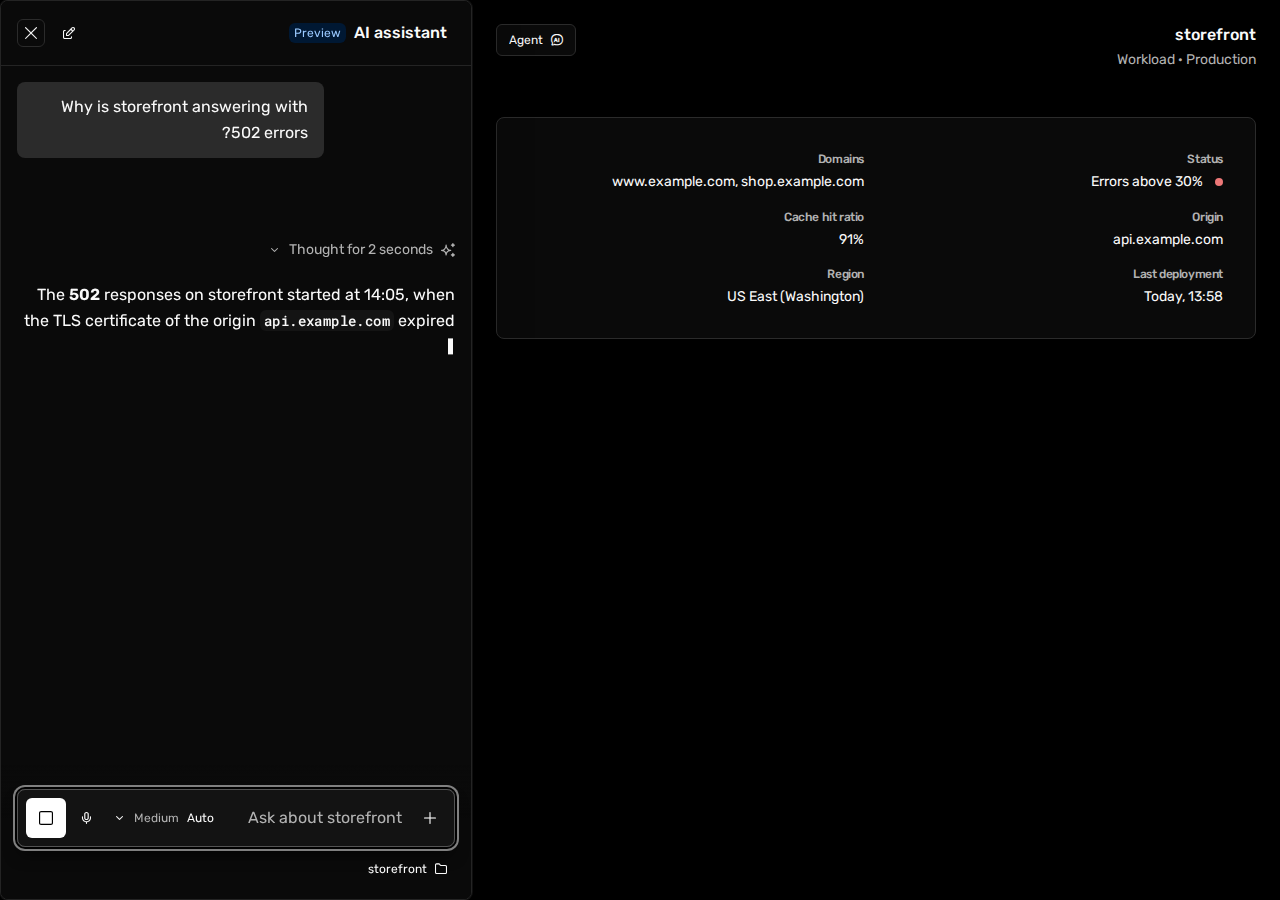 Preview AI assistant
Why is storefront answering with
?502 errors
Thought for 2 seconds
The 502 responses on storefront started at 14:05, when
the TLS certificate of the origin api.example.com expired
Ask about storefront
Auto Medium
storefront
storefront
Workload • Production
Agent
Status
Errors above 30%
Domains
www.example.com, shop.example.com
Origin
api.example.com
Cache hit ratio
91%
Last deployment
Today, 13:58
Region
US East (Washington)